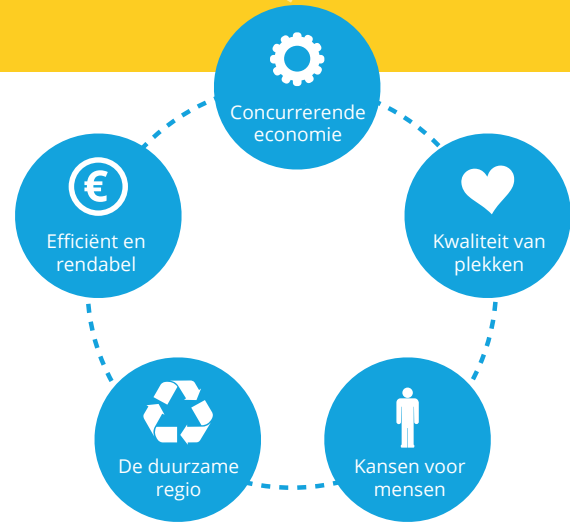 Concurrerende
economie
€
Efficiënt en
rendabel
Kwaliteit van
plekken
De duurzame
regio
Kansen voor
mensen